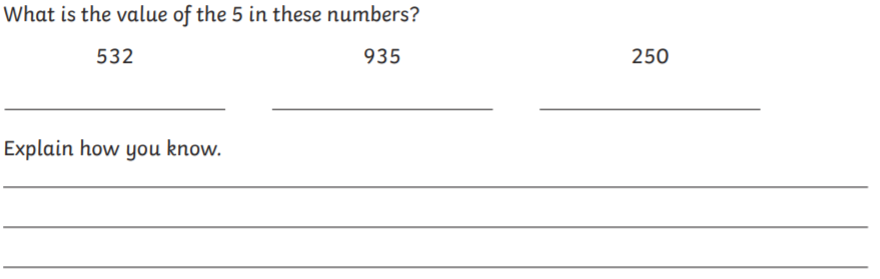 What is the value of the 5 in these numbers?
532 935 250
Explain how you know.